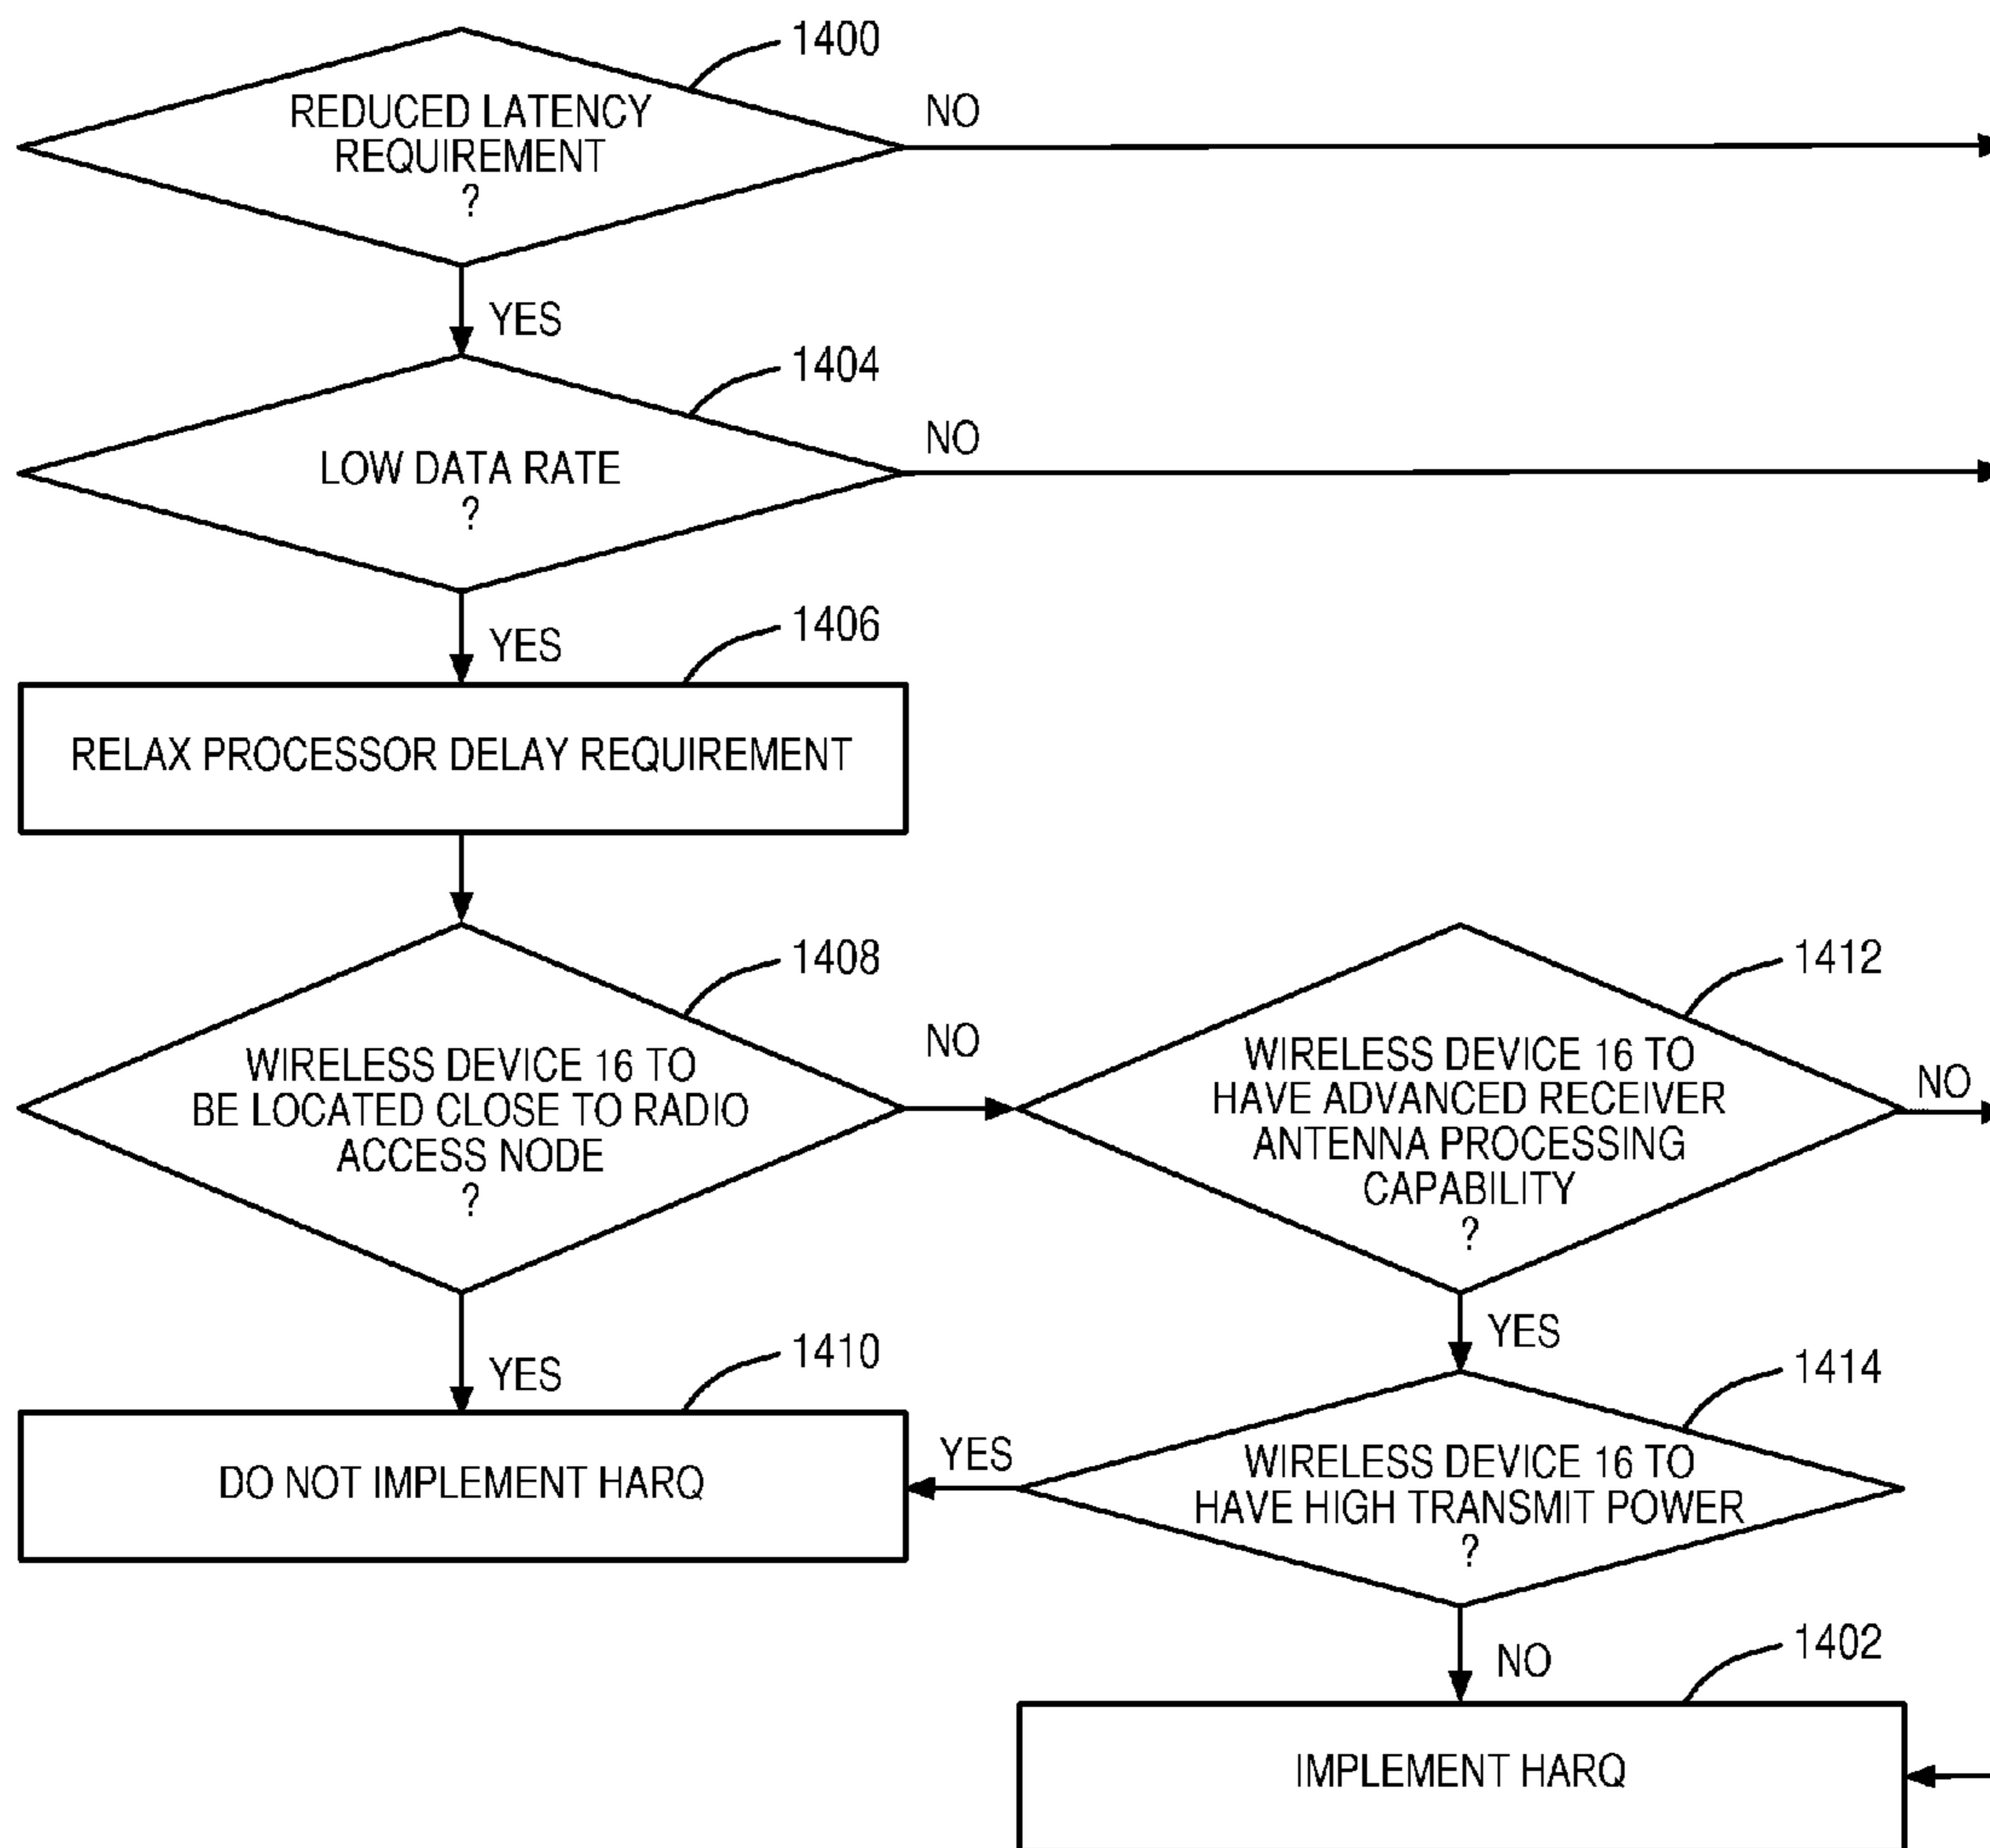 1400
REDUCED LATENCY
REQUIREMENT
?
NO
YES
1404
LOW DATA RATE
?
NO
YES
1406
RELAX PROCESSOR DELAY REQUIREMENT
1408
WIRELESS DEVICE 16 TO
BE LOCATED CLOSE TO RADIO
ACCESS NODE
?
NO
1412
WIRELESS DEVICE 16 TO
HAVE ADVANCED RECEIVER
ANTENNA PROCESSING
CAPABILITY
?
NO
YES
YES
1410
DO NOT IMPLEMENT HARQ
YES
1414
WIRELESS DEVICE 16 TO
HAVE HIGH TRANSMIT POWER
?
NO
1402
IMPLEMENT HARQ